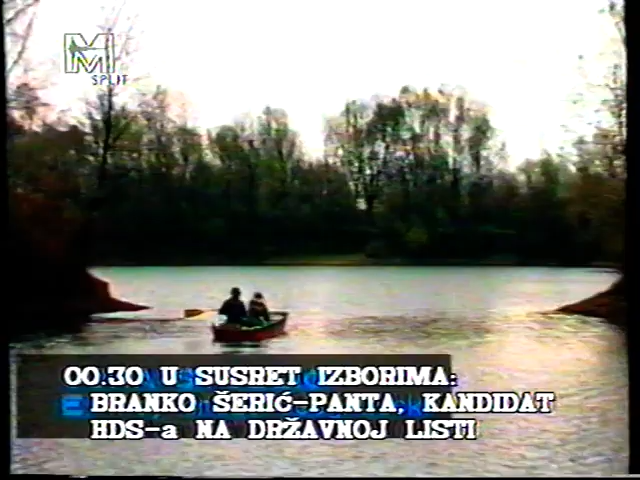 M
SPLIT
00.30 U SUSRET IZBORIMA:
BRANKO ŠERIĆ-PANTA, KANDIDAT
HDS-a NA DRŽAVNOJ LISTI